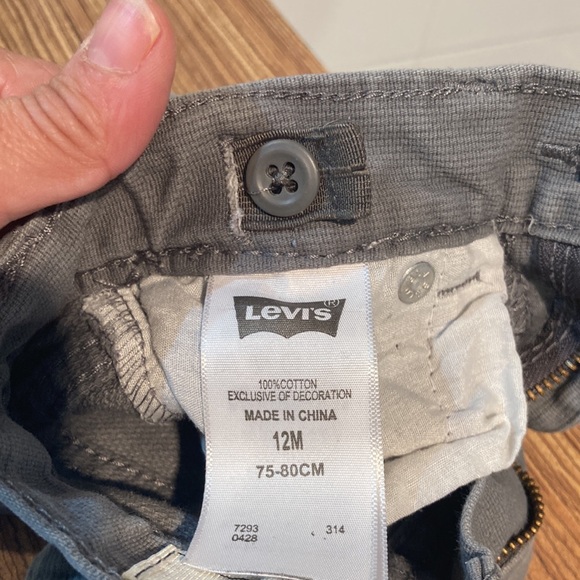 LEVI'S®
100%COTTON
EXCLUSIVE OF DECORATION
MADE IN CHINA
12M
75-80CM
7293 314
0428